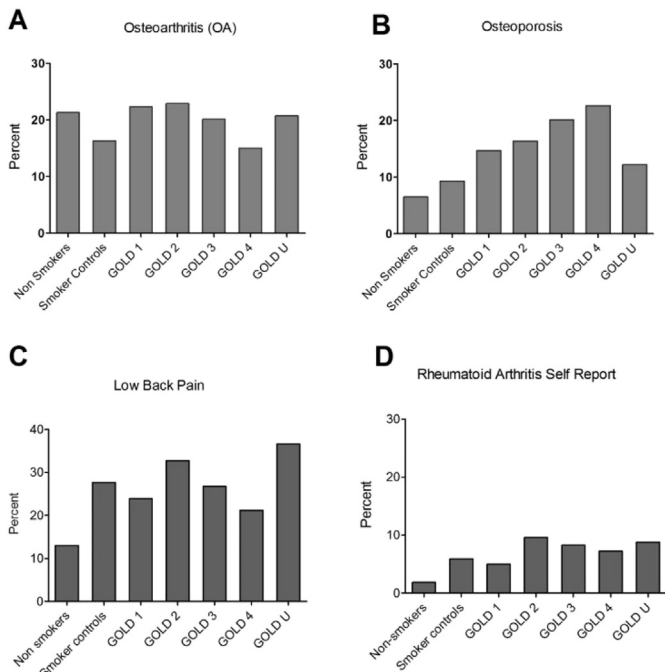 A
Osteoarthritis (OA)
30
20
10
0
Percent
Non Smokers
Smoker Controls
GOLD 1
GOLD 2
GOLD 3
GOLD 4
GOLD U
B
Osteoporosis
30
20
10
0
Percent
Non Smokers
Smoker Controls
GOLD 1
GOLD 2
GOLD 3
GOLD 4
GOLD U
C
Low Back Pain
40
30
20
10
0
Percent
Non smokers
Smoker controls
GOLD 1
GOLD 2
GOLD 3
GOLD 4
GOLD U
D
Rheumatoid Arthritis Self Report
30
20
10
0
Percent
Non-smokers
Smoker controls
GOLD 1
GOLD 2
GOLD 3
GOLD 4
GOLD U